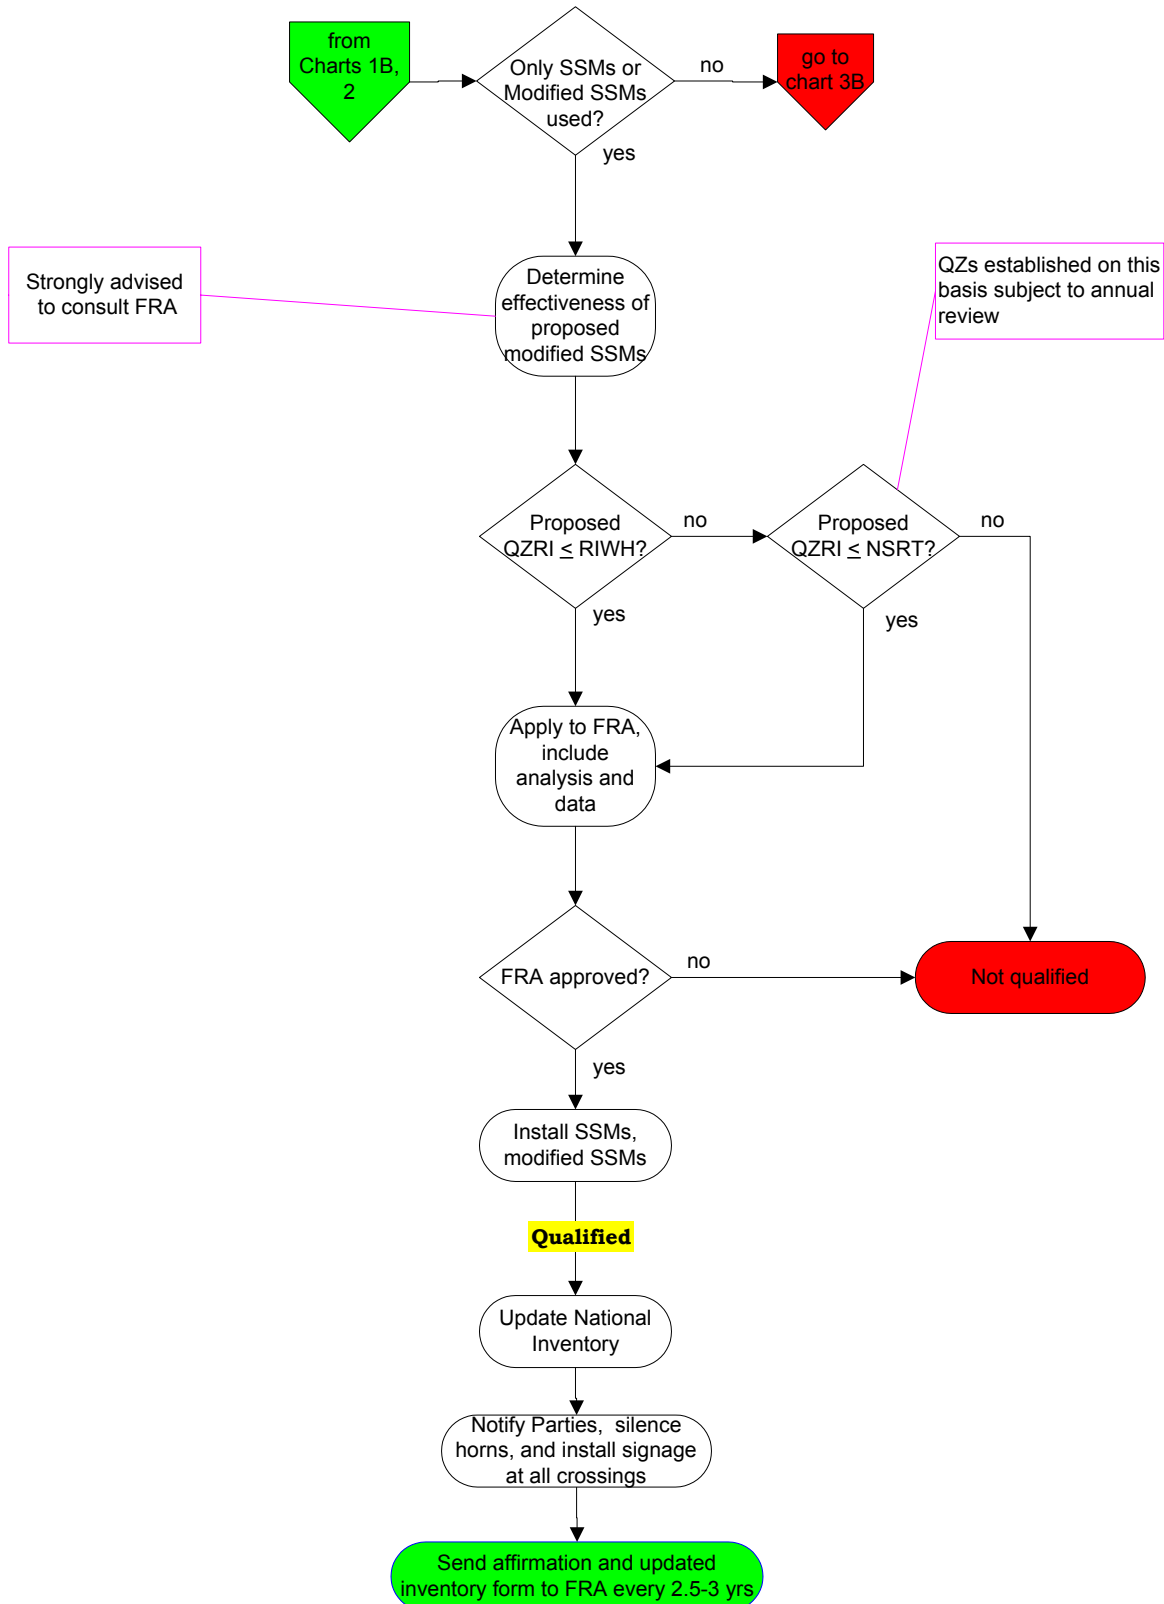 from
Charts 1B,
2
Only SSMs or
Modified SSMs
used?
no
go to
chart 3B
yes
Strongly advised
to consult FRA
Determine
effectiveness of
proposed
modified SSMs
QZs established on this
basis subject to annual
review
Proposed
QZRI ≤ RIWH?
no
Proposed
QZRI ≤ NSRT?
no
yes
yes
Apply to FRA,
include
analysis and
data
FRA approved?
no
Not qualified
yes
Install SSMs,
modified SSMs
Qualified
Update National
Inventory
Notify Parties, silence
horns, and install signage
at all crossings
Send affirmation and updated
inventory form to FRA every 2.5-3 yrs